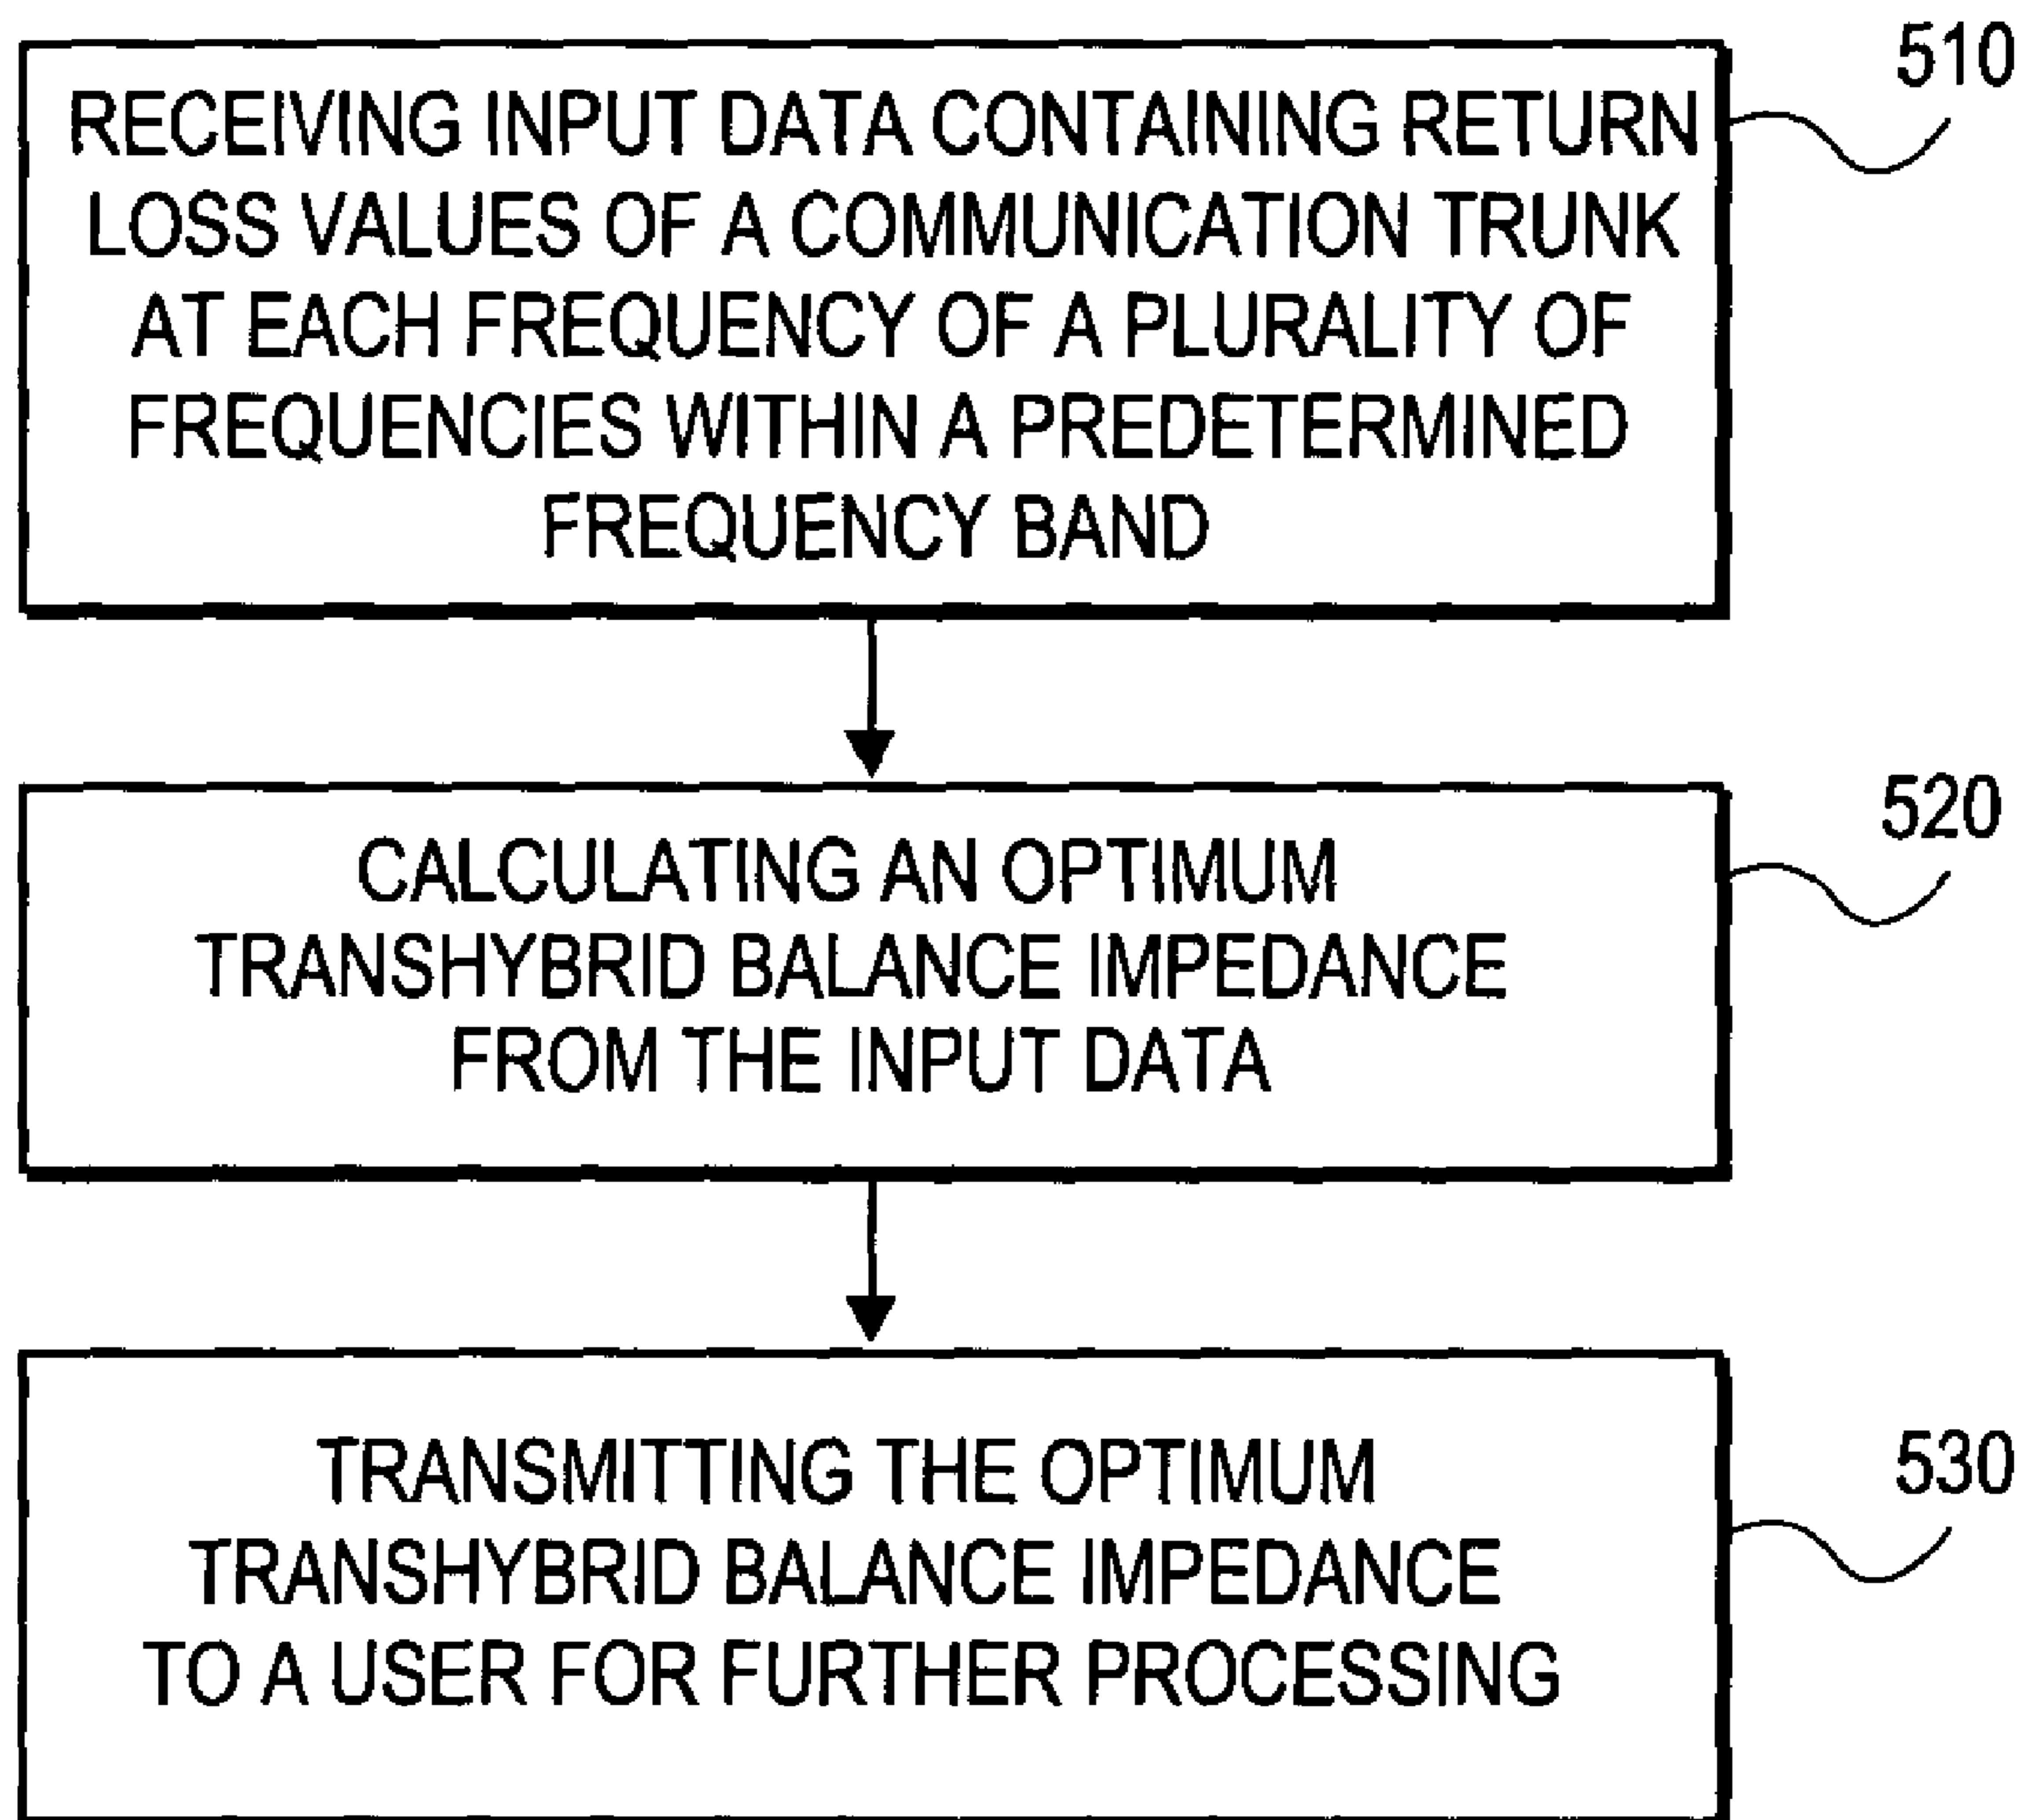 510
RECEIVING INPUT DATA CONTAINING RETURN
LOSS VALUES OF A COMMUNICATION TRUNK
AT EACH FREQUENCY OF A PLURALITY OF
FREQUENCIES WITHIN A PREDETERMINED
FREQUENCY BAND
520
CALCULATING AN OPTIMUM
TRANSHYBRID BALANCE IMPEDANCE
FROM THE INPUT DATA
530
TRANSMITTING THE OPTIMUM
TRANSHYBRID BALANCE IMPEDANCE
TO A USER FOR FURTHER PROCESSING